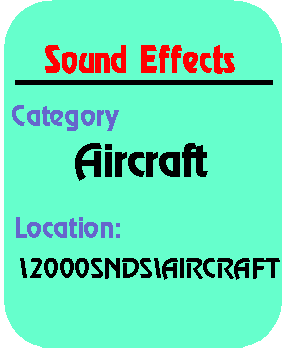 Sound Effects
Category
Aircraft
Location:
\2000SNDS\AIRCRAFT